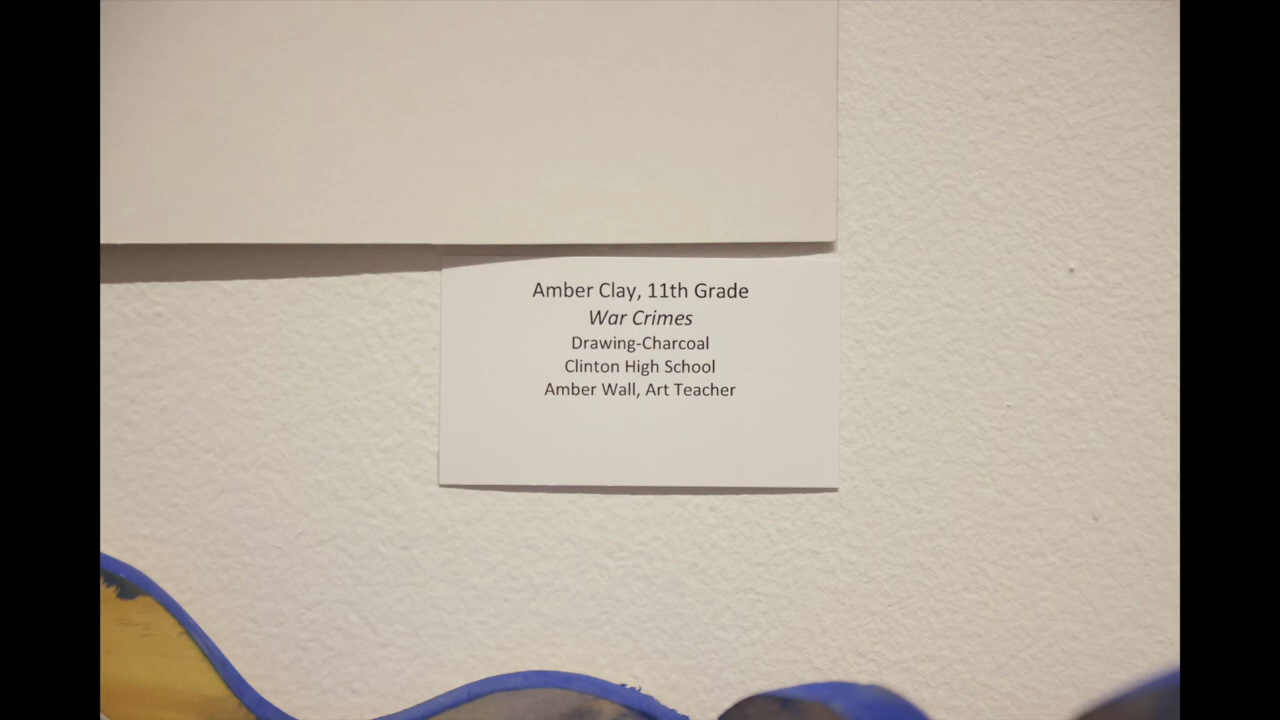 Amber Clay, 11th Grade
War Crimes
Drawing-Charcoal
Clinton High School
Amber Wall, Art Teacher